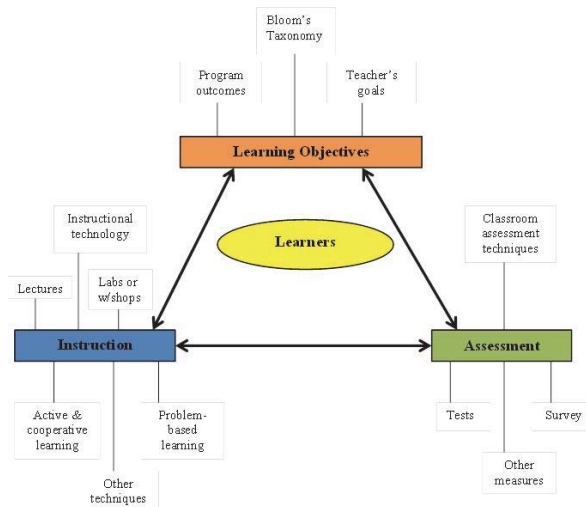 Bloom's
Taxonomy
Program
outcomes
Teacher's
goals
Learning Objectives
Instructional
technology
Classroom
assessment
techniques
Learners
Lectures
Labs or
w/shops
Instruction
Assessment
Active &
cooperative
learning
Problem-
based
learning
Tests
Survey
Other
techniques
Other
measures